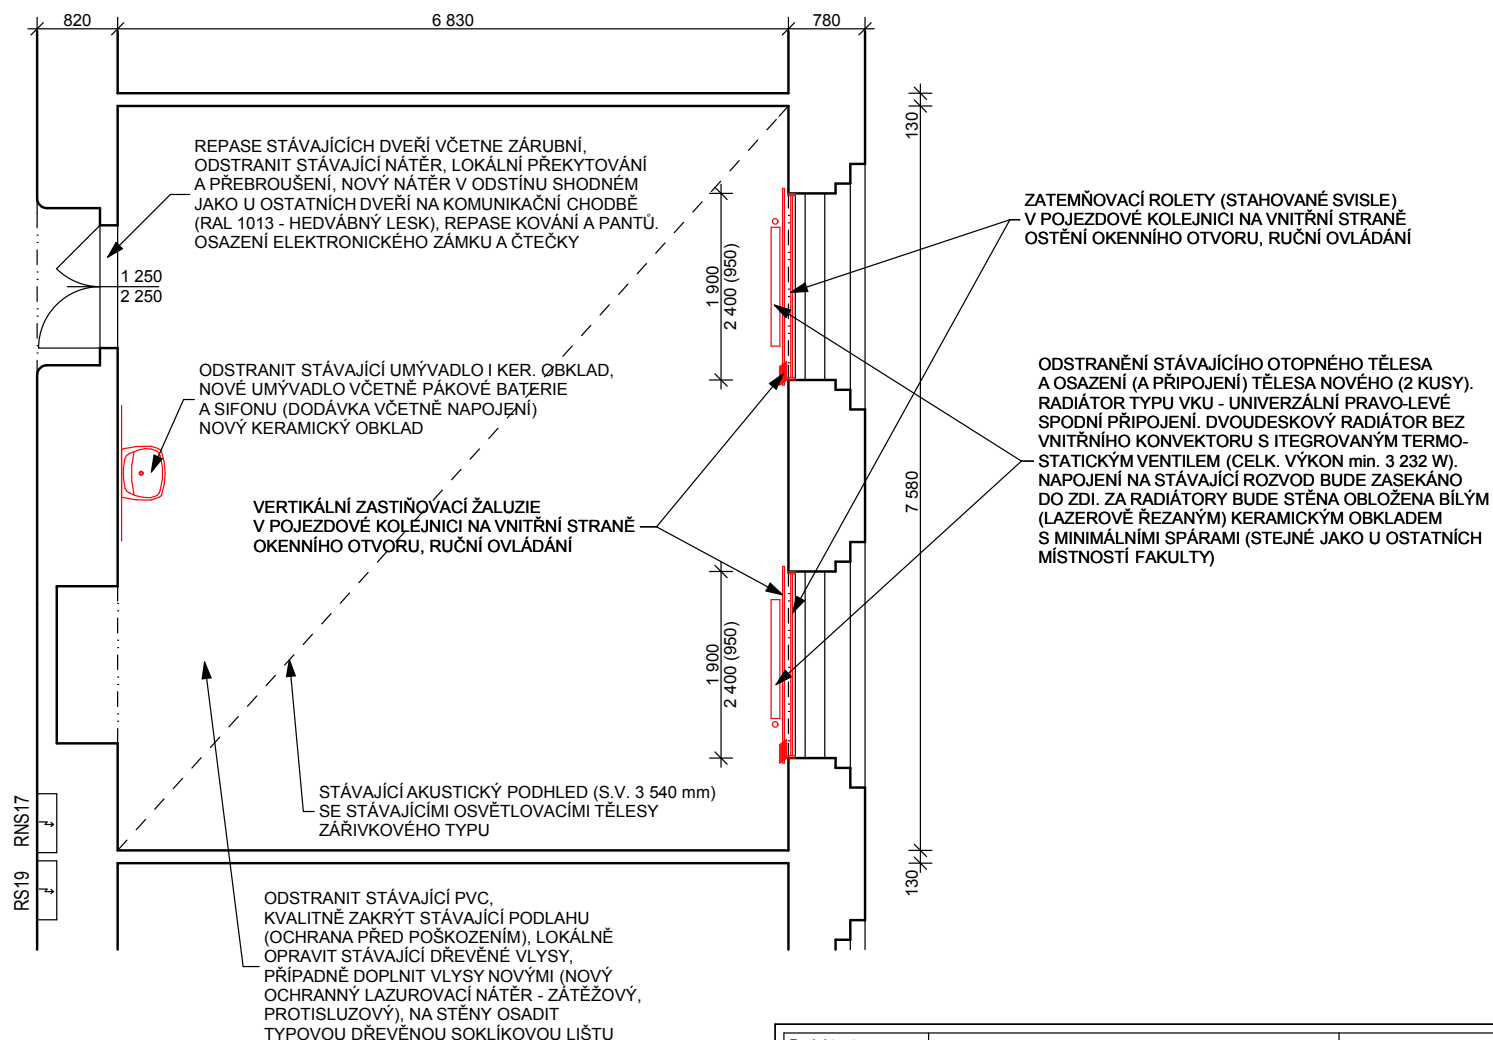 820
6 830
780
130
REPASE STÁVAJÍCÍCH DVEŘÍ VČETNE ZÁRUBNÍ,
ODSTRANIT STÁVAJÍCÍ NÁTĚR, LOKÁLNÍ PŘEKYTOVÁNÍ
A PŘEBROUŠENÍ, NOVÝ NÁTĚR V ODSTÍNU SHODNÉM
JAKO U OSTATNÍCH DVEŘÍ NA KOMUNIKAČNÍ CHODBĚ
(RAL 1013 - HEDVÁBNÝ LESK), REPASE KOVÁNÍ A PANTŮ.
OSAZENÍ ELEKTRONICKÉHO ZÁMKU A ČTEČKY
1 250
2 250
1 900
2 400 (950)
ZATEMŇOVACÍ ROLETY (STAHOVANÉ SVISLE)
V POJEZDOVÉ KOLEJNICI NA VNITŘNÍ STRANĚ
OSTĚNÍ OKENNÍHO OTVORU, RUČNÍ OVLÁDÁNÍ
ODSTRANIT STÁVAJÍCÍ UMÝVADLO I KER. OBKLAD,
NOVÉ UMÝVADLO VČETNĚ PÁKOVÉ BATERIE
A SIFONU (DODÁVKA VČETNĚ NAPOJENÍ)
NOVÝ KERAMICKÝ OBKLAD
ODSTRANĚNÍ STÁVAJÍCÍHO OTOPNÉHO TĚLESA
A OSAZENÍ (A PŘIPOJENÍ) TĚLESA NOVÉHO (2 KUSY).
RADIÁTOR TYPU VKU - UNIVERZÁLNÍ PRAVO-LEVÉ
SPODNÍ PŘIPOJENÍ. DVOUDESKOVÝ RADIÁTOR BEZ
VNITŘNÍHO KONVEKTORU S ITEGROVANÝM TERMO-
STATICKÝM VENTILEM (CELK. VÝKON min. 3 232 W).
NAPOJENÍ NA STÁVAJÍCÍ ROZVOD BUDE ZASEKÁNO
DO ZDI. ZA RADIÁTORY BUDE STĚNA OBLOŽENA BÍLÝM
(LAZEROVĚ ŘEZANÝM) KERAMICKÝM OBKLADEM
S MINIMÁLNÍMI SPÁRAMI (STEJNÉ JAKO U OSTATNÍCH
MÍSTNOSTÍ FAKULTY)
7 580
VERTIKÁLNÍ ZASTIŇOVACÍ ŽALUZIE
V POJEZDOVÉ KOLEJNICI NA VNITŘNÍ STRANĚ
OKENNÍHO OTVORU, RUČNÍ OVLÁDÁNÍ
1 900
2 400 (950)
STÁVAJÍCÍ AKUSTICKÝ PODHLED (S.V. 3 540 mm)
SE STÁVAJÍCÍMI OSVĚTLOVACÍMI TĚLESY
ZÁŘIVKOVÉHO TYPU
RNS17
RS19
130
ODSTRANIT STÁVAJÍCÍ PVC,
KVALITNĚ ZAKRÝT STÁVAJÍCÍ PODLAHU
(OCHRANA PŘED POŠKOZENÍM), LOKÁLNĚ
OPRAVIT STÁVAJÍCÍ DŘEVĚNÉ VLYSY,
PŘÍPADNĚ DOPLNIT VLYSY NOVÝMI (NOVÝ
OCHRANNÝ LAZUROVACÍ NÁTĚR - ZÁTĚŽOVÝ,
PROTISLUZOVÝ), NA STĚNY OSADIT
TYPOVOU DŘEVĚNOU SOKLÍKOVOU LIŠTU